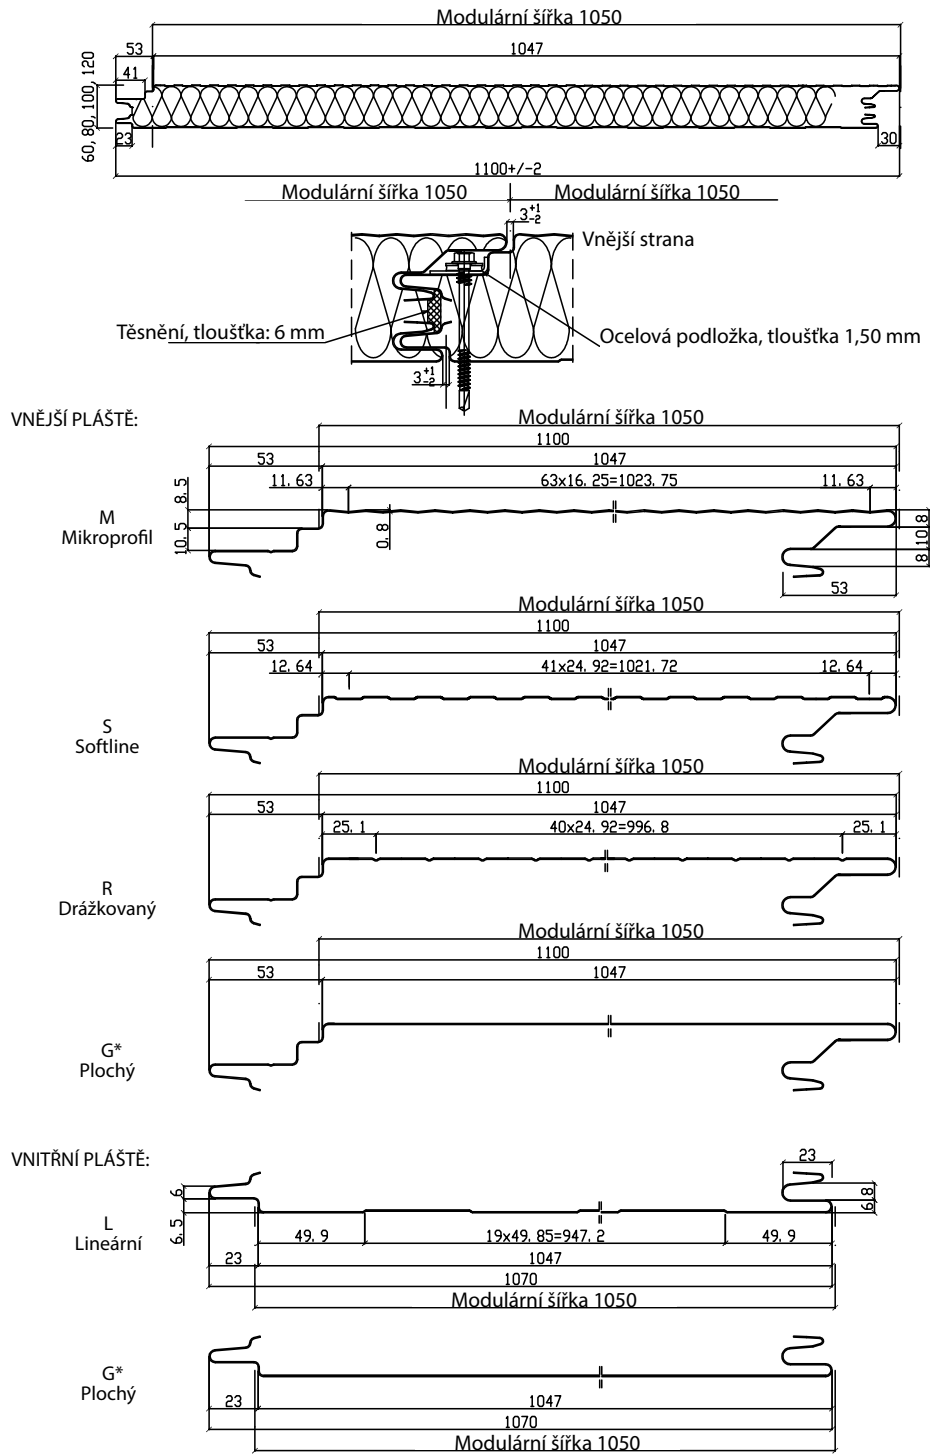 Modulární šířka 1050
53
1047
41
60, 80, 100, 120
23
30
1100+/-2
Modulární šířka 1050
Modulární šířka 1050
3+1 -2
Vnější strana
Těsnění, tloušťka: 6 mm
Ocelová podložka, tloušťka 1,50 mm
3+1 -2
VNĚJŠÍ PLÁŠTĚ:
Modulární šířka 1050
1100
53
1047
11, 63
63x16, 25=1023, 75
11, 63
8, 5
10, 5
0, 8
M
Mikroprofil
53
Modulární šířka 1050
1100
53
1047
12, 64
41x24, 92=1021, 72
12, 64
S
Softline
Modulární šířka 1050
1100
53
1047
25, 1
40x24, 92=996, 8
25, 1
R
Drážkovaný
Modulární šířka 1050
1100
53
1047
G*
Plochý
VNITŘNÍ PLÁŠTĚ:
23
6
6, 5
6,8
L
Lineární
49, 9
19x49, 85=947, 2
49, 9
23
1047
1070
Modulární šířka 1050
G*
Plochý
23
1047
1070
Modulární šířka 1050